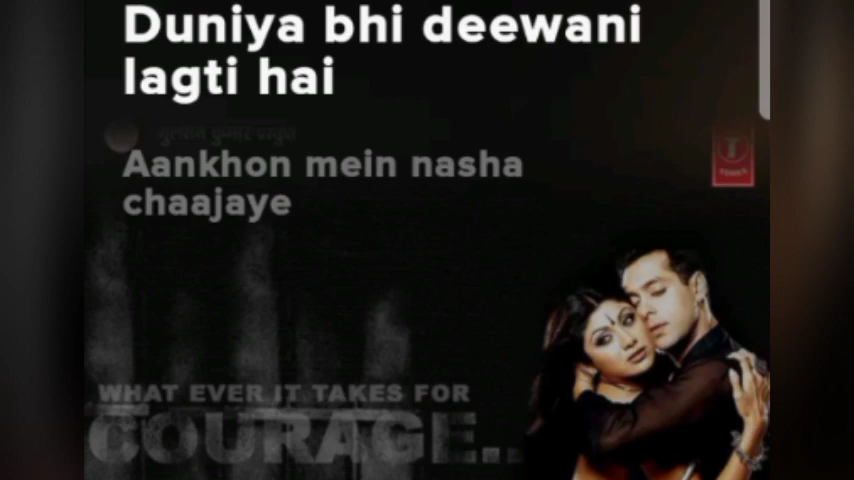 Duniya bhi deewani
lagti hai
Aankhon mein nasha
chaajaye
WHAT EVER IT TAKES FOR
COURAGE..